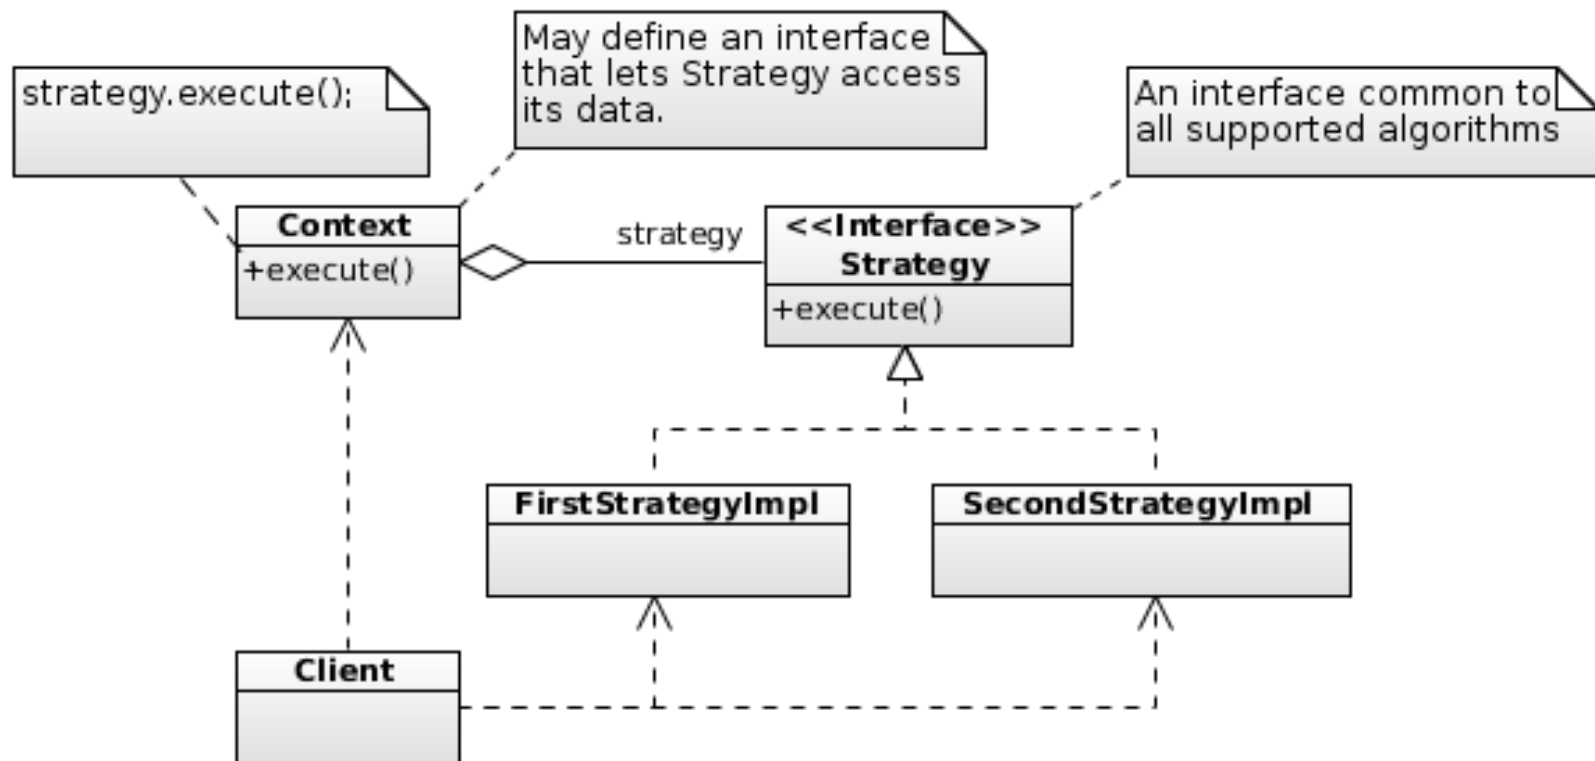 May define an interface
that lets Strategy access
its data.
strategy.execute();
An interface common to
all supported algorithms
Context
+execute()
strategy
<<Interface>>
Strategy
+execute()
FirstStrategyImpl
SecondStrategyImpl
Client